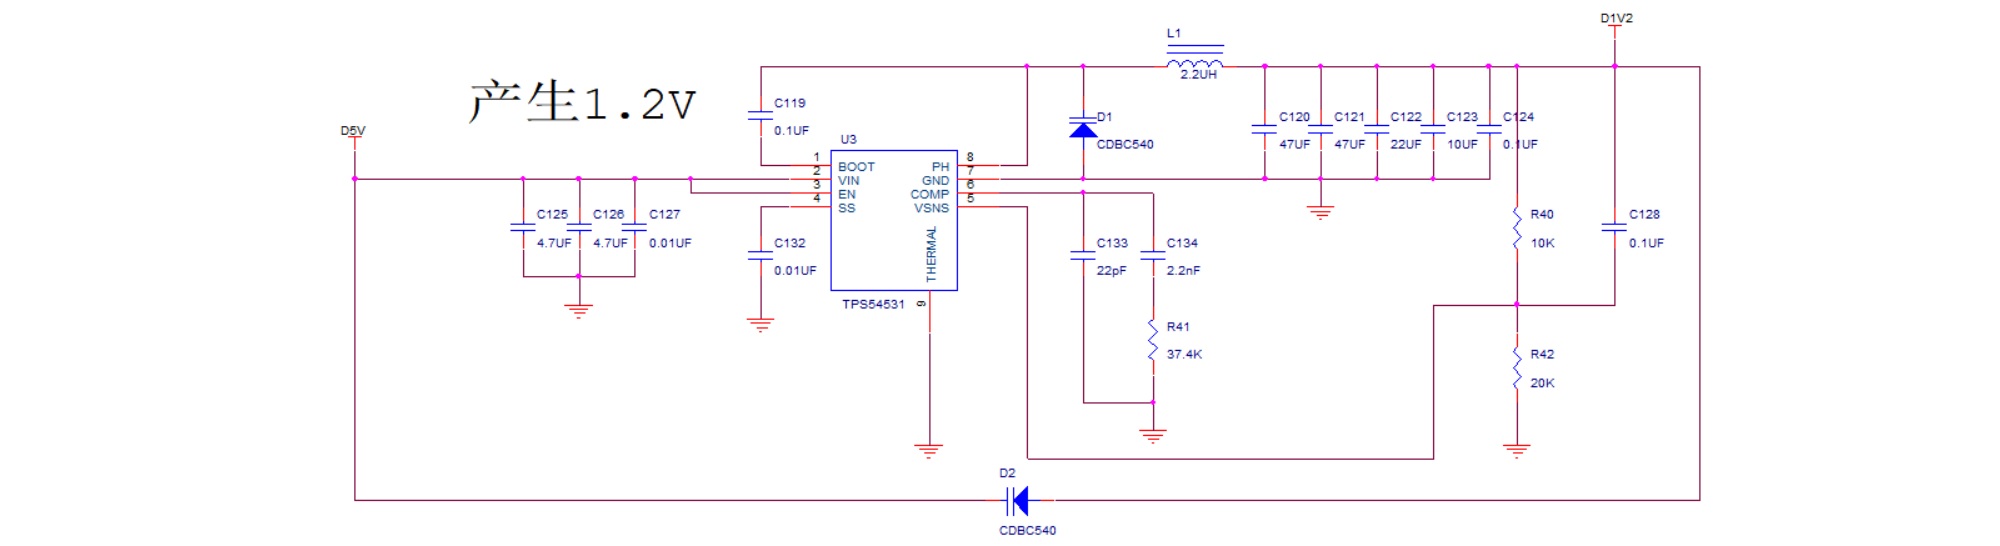 D1V2
L1
2.2UH
产生1.2V
C119
0.1UF
D1
CDBC540
C120
47UF
C121
47UF
C122
22UF
C123
10UF
C124
0.1UF
D5V
U3
1
2
3
4
BOOT
VIN
EN
SS
PH
GND
COMP
VSNS
8
7
6
5
THERMAL
9
TPS54531
C125
4.7UF
C126
4.7UF
C127
0.01UF
C132
0.01UF
C133
22pF
C134
2.2nF
R40
10K
C128
0.1UF
R41
37.4K
R42
20K
D2
CDBC540